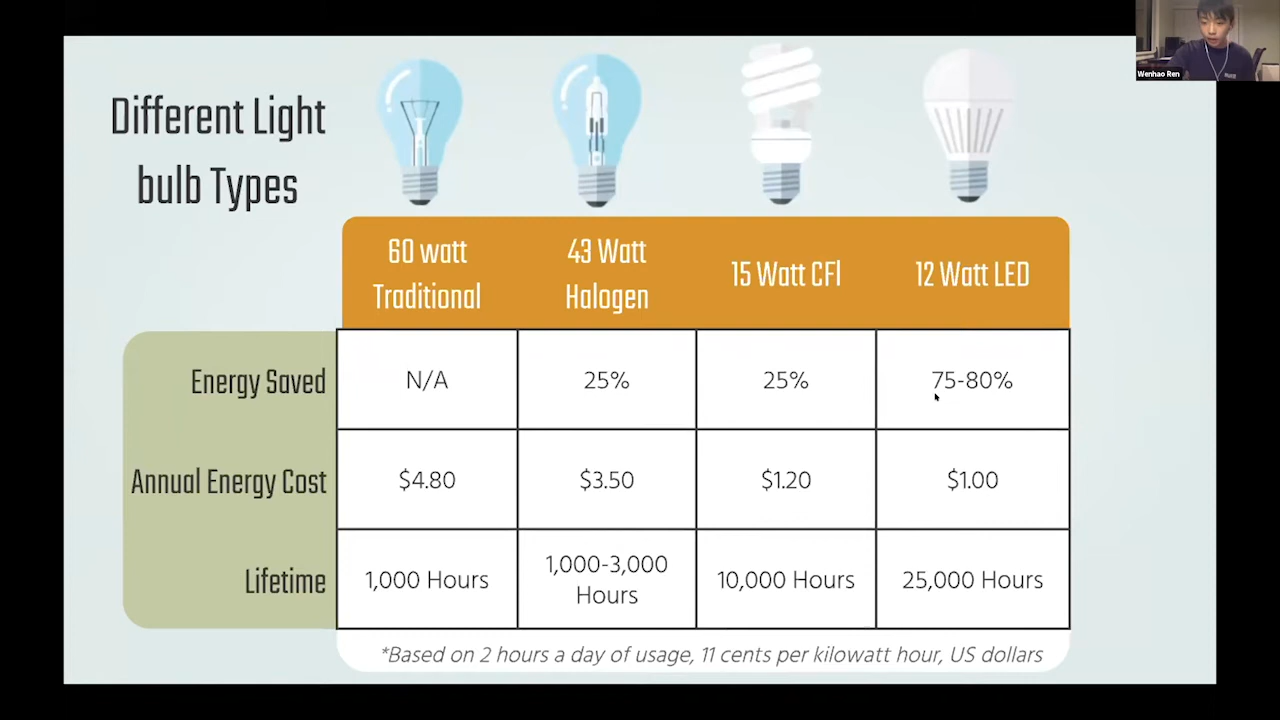 Wenhao Ren
Different Light
bulb Types
60 watt
Traditional
43 Watt
Halogen
15 Watt CFl
12 Watt LED
Energy Saved
N/A
25%
25%
75-80%
Annual Energy Cost
$4.80
$3.50
$1.20
$1.00
Lifetime
1,000 Hours
1,000-3,000
Hours
10,000 Hours
25,000 Hours
*Based on 2 hours a day of usage, 11 cents per kilowatt hour, US dollars